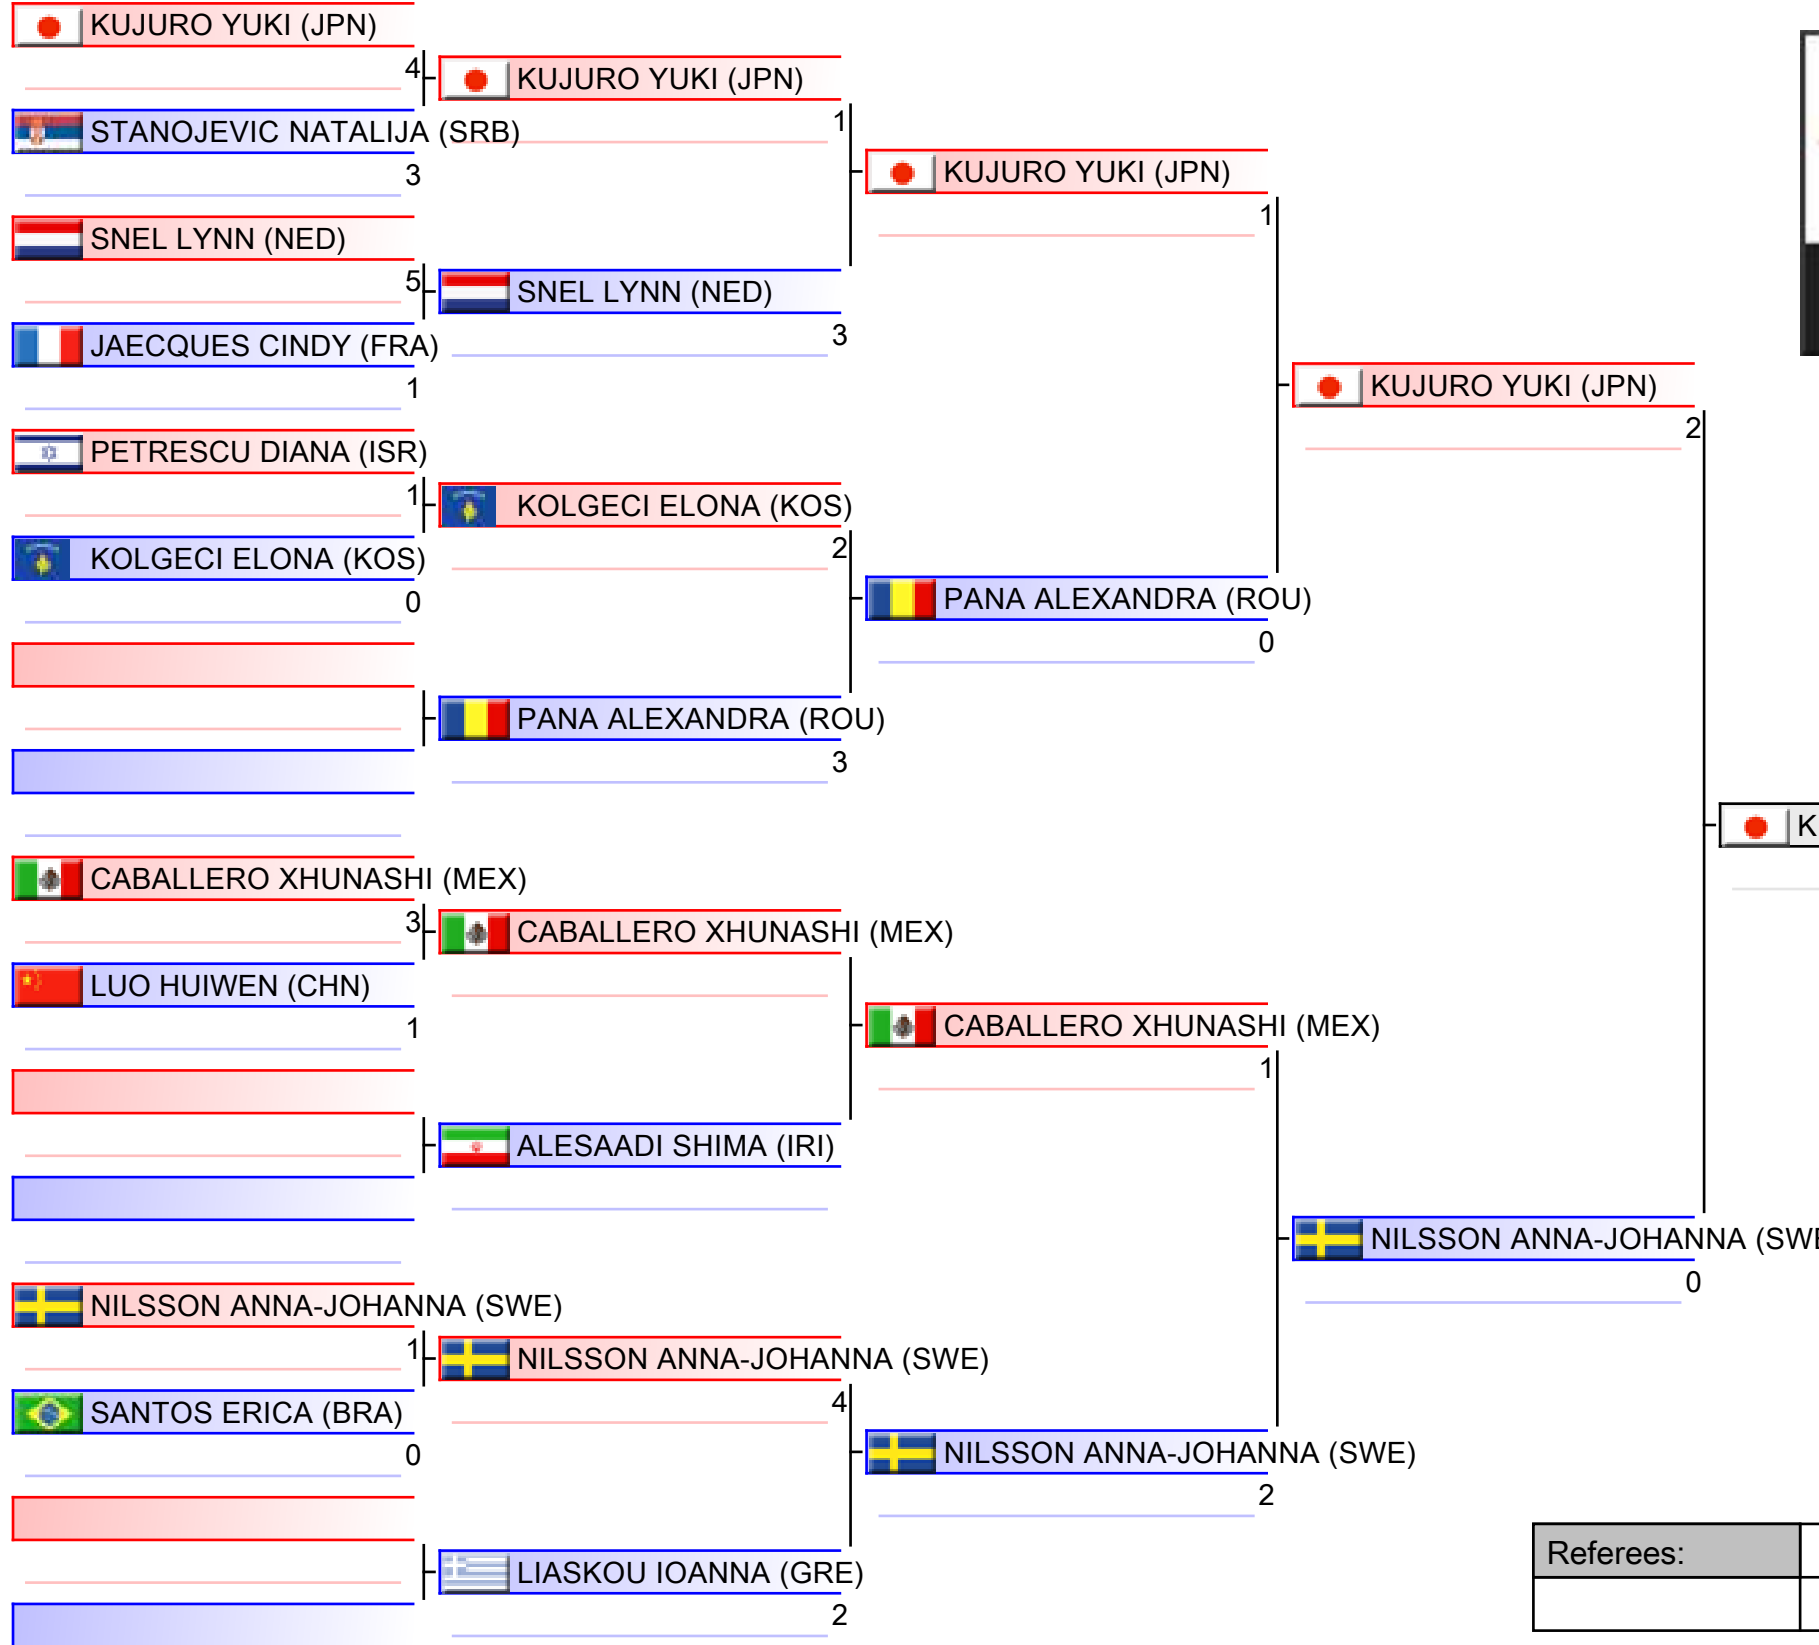 KUJURO YUKI (JPN)
4
KUJURO YUKI (JPN)
STANOJEVIC NATALIJA (SRB)
1
3
KUJURO YUKI (JPN)
1
SNEL LYNN (NED)
5
SNEL LYNN (NED)
JAECQUES CINDY (FRA)
3
1
KUJURO YUKI (JPN)
2
PETRESCU DIANA (ISR)
1
KOLGECI ELONA (KOS)
KOLGECI ELONA (KOS)
2
0
PANA ALEXANDRA (ROU)
0
PANA ALEXANDRA (ROU)
3
K
CABALLERO XHUNASHI (MEX)
3
CABALLERO XHUNASHI (MEX)
LUO HUIWEN (CHN)
1
CABALLERO XHUNASHI (MEX)
1
ALESAADI SHIMA (IRI)
NILSSON ANNA-JOHANNA (SWE
0
NILSSON ANNA-JOHANNA (SWE)
1
NILSSON ANNA-JOHANNA (SWE)
SANTOS ERICA (BRA)
4
0
NILSSON ANNA-JOHANNA (SWE)
2
LIASKOU IOANNA (GRE)
2
Referees: